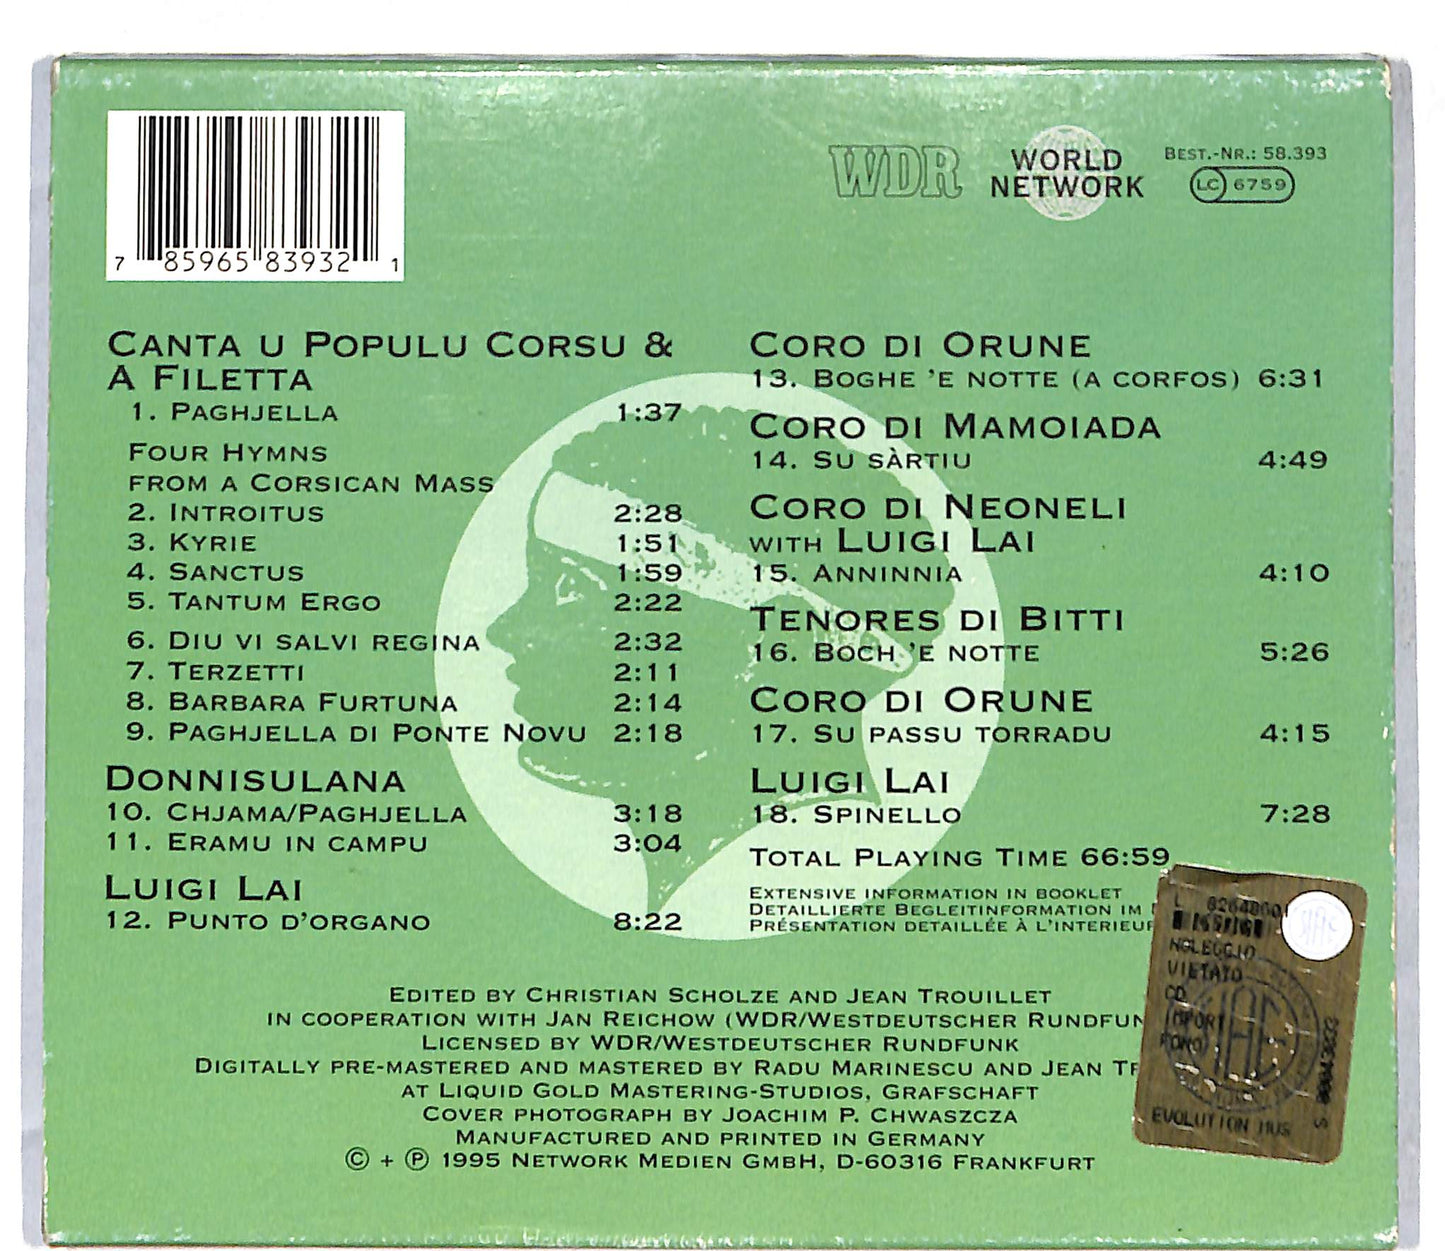 7 85965 83932 1
WDR
WORLD
NETWORK
BEST.-NR.: 58.393
LC 6759
CANTA U POPULU CORSU &
A FILETTA
1. PAGHJELLA 1:37
FOUR HYMNS
FROM A CORSICAN MASS
2. INTROITUS 2:28
3. KYRIE 1:51
4. SANCTUS 1:59
5. TANTUM ERGO 2:22
6. DIU VI SALVI REGINA 2:32
7. TERZETTI 2:11
8. BARBARA FURTUNA 2:14
9. PAGHJELLA DI PONTE NOVU 2:18
DONNISULANA
10. CHJAMA/PAGHJELLA 3:18
11. ERAMU IN CAMPU 3:04
LUIGI LAI
12. PUNTO D'ORGANO 8:22
CORO DI ORUNE
13. BOGHE 'E NOTTE (A CORFOS) 6:31
CORO DI MAMOIADA
14. SU SÀRTIU 4:49
CORO DI NEONELI
WITH LUIGI LAI
15. ANNINNIA 4:10
TENORES DI BITTI
16. BOCH 'E NOTTE 5:26
CORO DI ORUNE
17. SU PASSU TORRADU 4:15
LUIGI LAI
18. SPINELLO 7:28
TOTAL PLAYING TIME 66:59
EXTENSIVE INFORMATION IN BOOKLET
DETAILLIERTE BEGLEITINFORMATION IM
PRÉSENTATION DETAILLÉE À L'INTERIEUR
EDITED BY CHRISTIAN SCHOLZE AND JEAN TROUILLET
IN COOPERATION WITH JAN REICHOW (WDR/WESTDEUTSCHER RUNDFUN
LICENSED BY WDR/WESTDEUTSCHER RUNDFUNK
DIGITALLY PRE-MASTERED AND MASTERED BY RADU MARINESCU AND JEAN TR
AT LIQUID GOLD MASTERING-STUDIOS, GRAFSCHAFT
COVER PHOTOGRAPH BY JOACHIM P. CHWASZCZA
MANUFACTURED AND PRINTED IN GERMANY
© + ℗ 1995 NETWORK MEDIEN GMBH, D-60316 FRANKFURT
NOLEGGIO
VIETATO
CD
IMPORT
EVOLUTION MUS